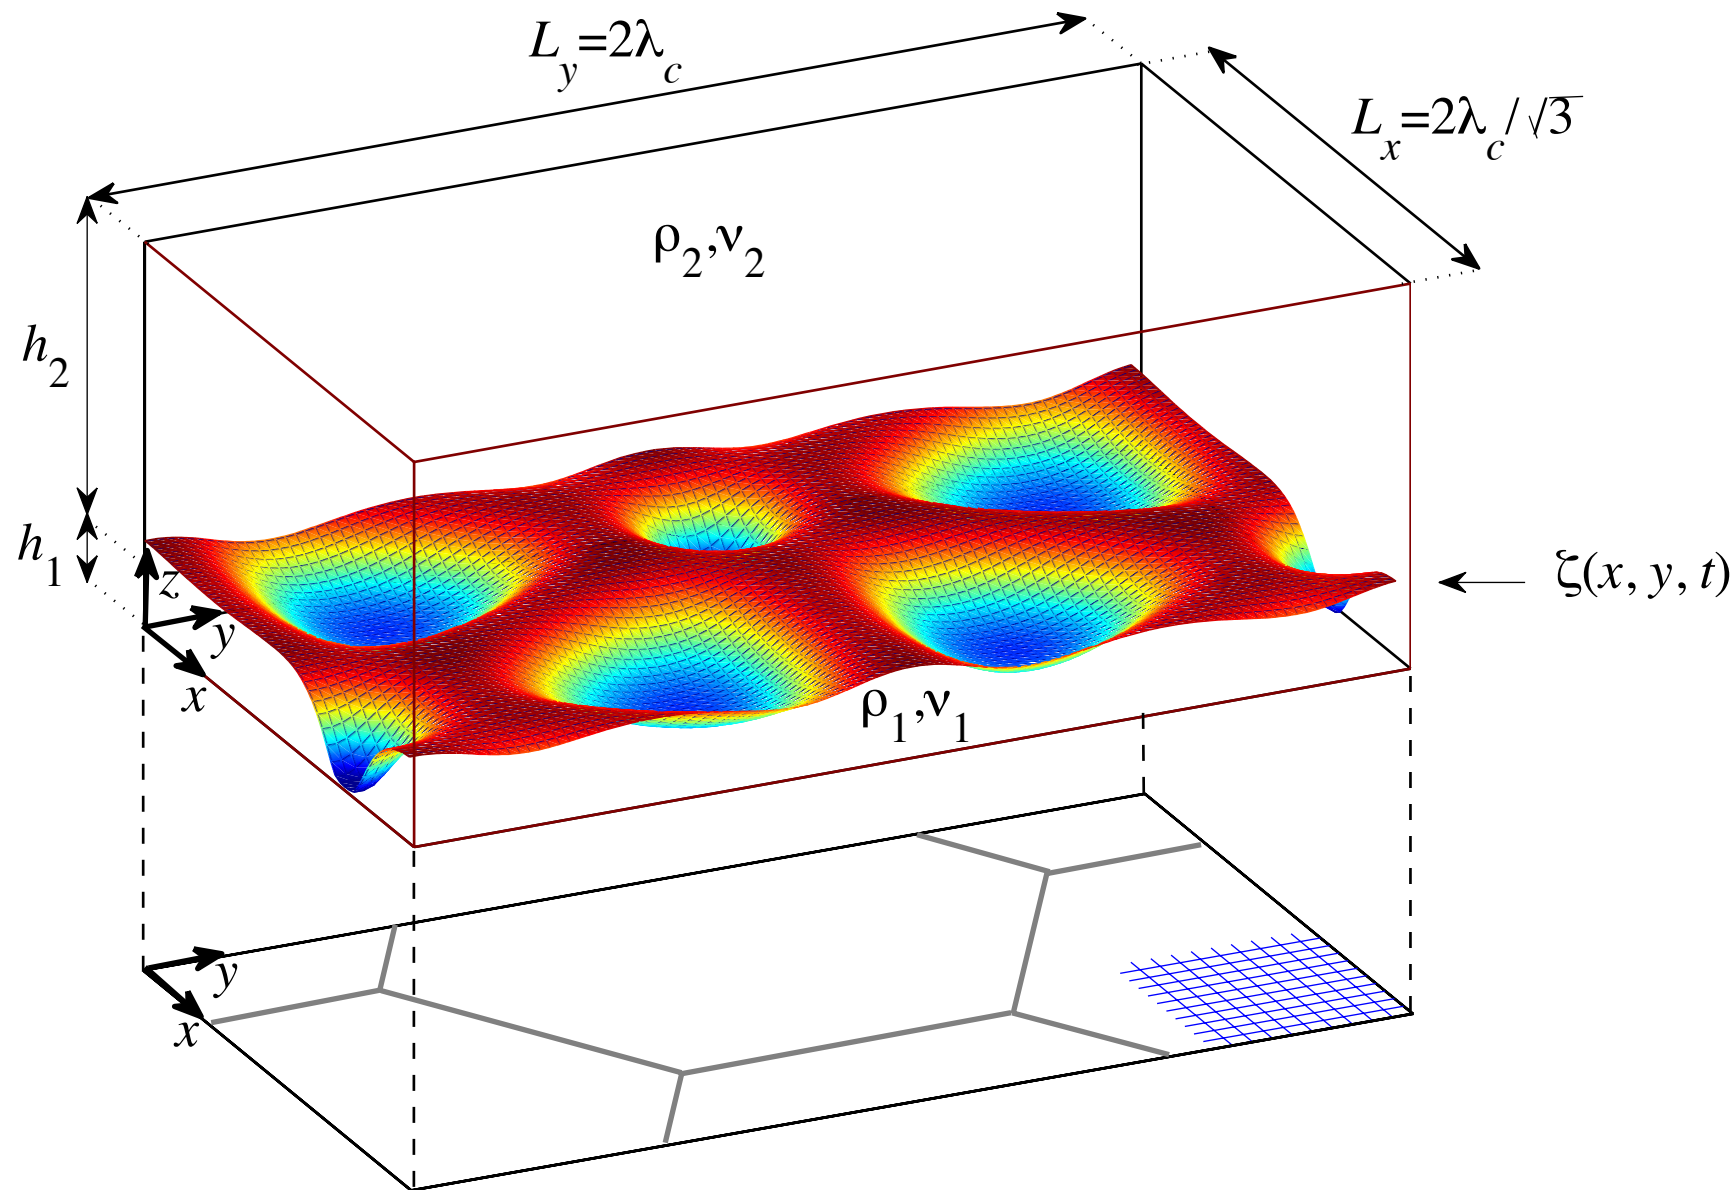 L_y=2λ_c
L_x=2λ_c/√3
ρ_2,ν_2
h_2
h_1
z
y
x
ζ(x, y, t)
ρ_1,ν_1
y
x